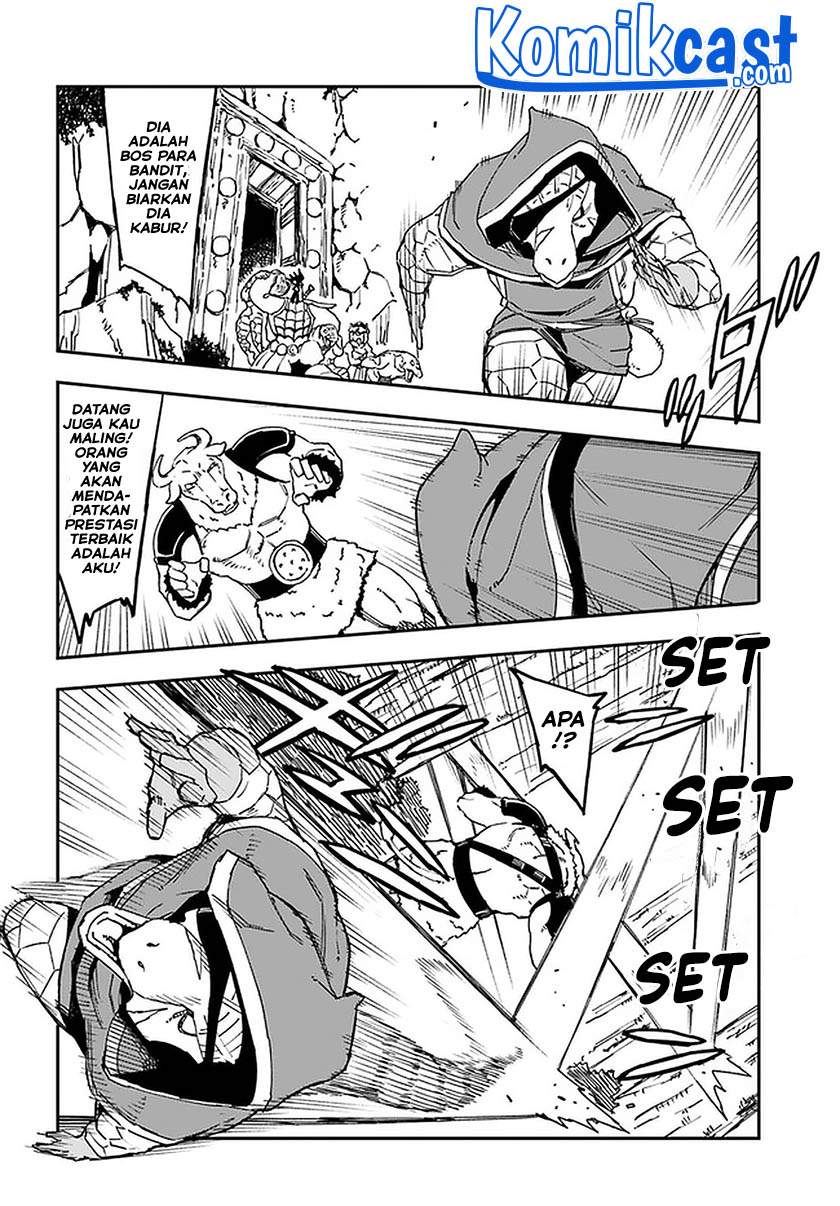 Komikcast
.com
DIA
ADALAH
BOS PARA
BANDIT,
JANGAN
BIARKAN
DIA
KABUR!
DATANG
JUGA KAU
MALING!
ORANG
YANG
AKAN
MENDA-
PATKAN
PRESTASI
TERBAIK
ADALAH
AKU!
APA
!?
SET
SET
SET